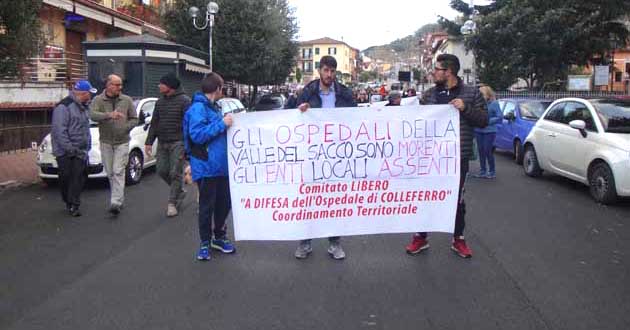 GLI OSPEDALI DELLA
VALLE DEL SACCO SONO MORENTI
GLI ENTI LOCALI ASSENTI
Comitato LIBERO
"A DIFESA dell'Ospedale di COLLEFERRO"
Coordinamento Territoriale